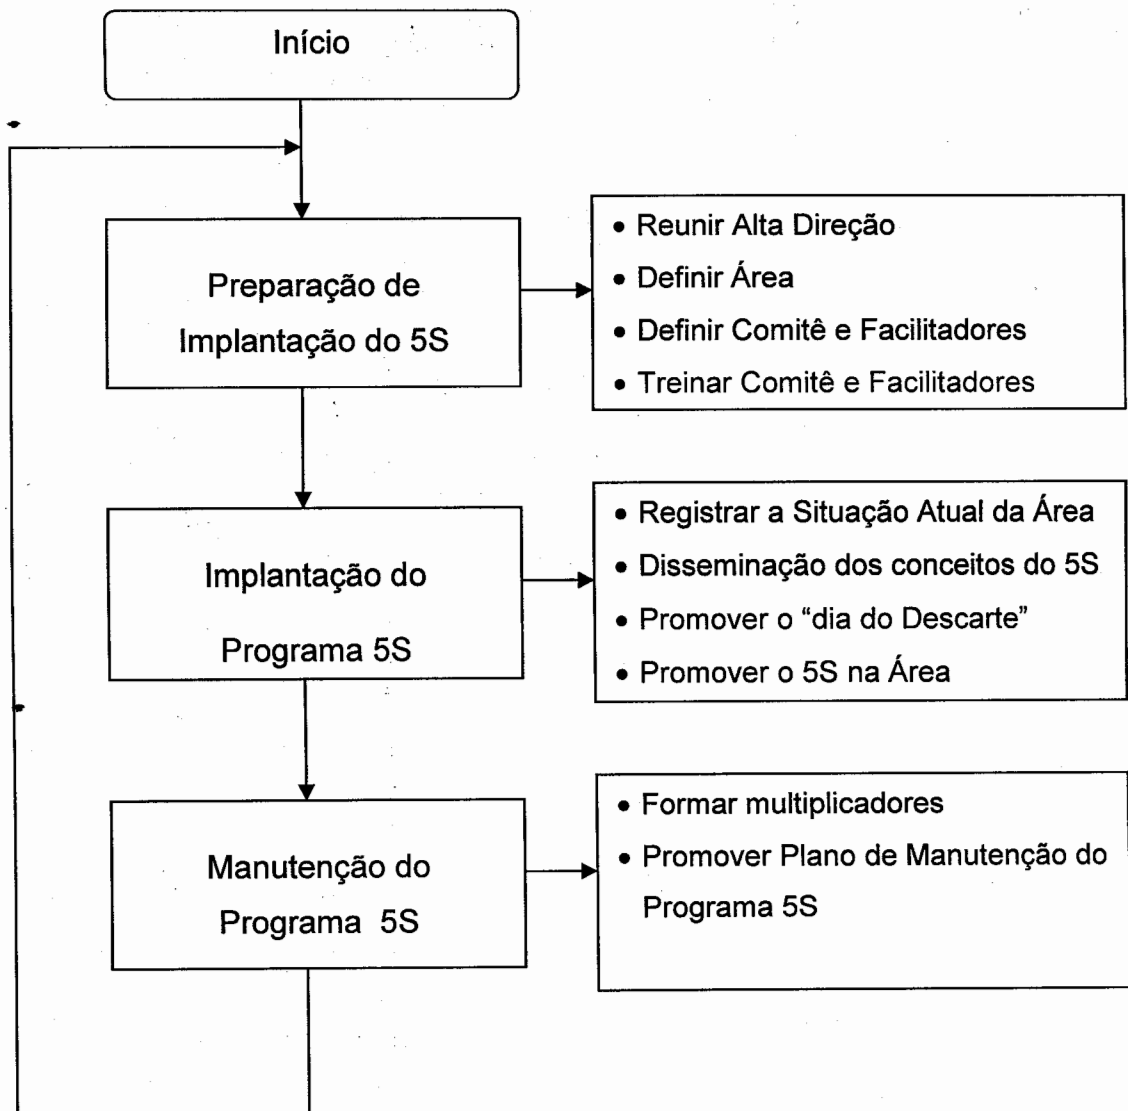 Início
Preparação de
Implantação do 5S
• Reunir Alta Direção
• Definir Área
• Definir Comitê e Facilitadores
• Treinar Comitê e Facilitadores
Implantação do
Programa 5S
• Registrar a Situação Atual da Área
• Disseminação dos conceitos do 5S
• Promover o “dia do Descarte”
• Promover o 5S na Área
Manutenção do
Programa 5S
• Formar multiplicadores
• Promover Plano de Manutenção do
Programa 5S